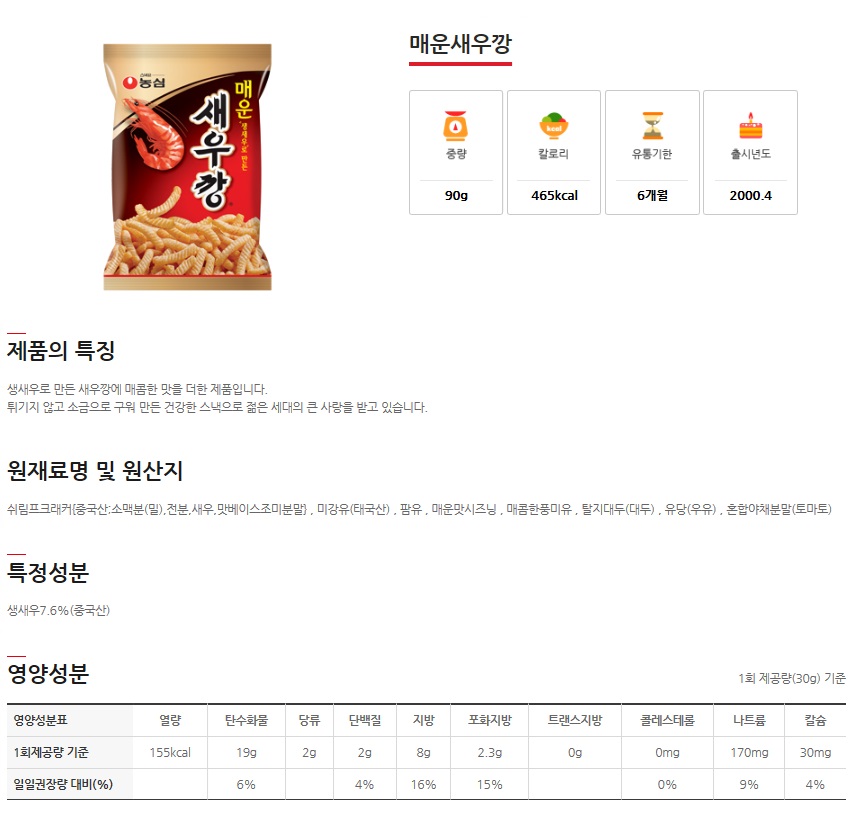 매운새우깡
농심
매운
생새우로 만든
새우깡
중량
칼로리
유통기한
출시년도
90g
465kcal
6개월
2000.4
제품의 특징
생새우로 만든 새우깡에 매콤한 맛을 더한 제품입니다.
튀기지 않고 소금으로 구워 만든 건강한 스낵으로 젊은 세대의 큰 사랑을 받고 있습니다.
원재료명 및 원산지
쉬림프크래커{중국산:소맥분(밀),전분,새우,맛베이스조미분말} , 미강유(태국산) , 팜유 , 매운맛시즈닝 , 매콤한풍미유 , 탈지대두(대두) , 유당(우유) , 혼합야채분말(토마토)
특정성분
생새우7.6%(중국산)
영양성분
1회 제공량(30g) 기준
영양성분표 열량 탄수화물 당류 단백질 지방 포화지방 트랜스지방 콜레스테롤 나트륨 칼슘
1회제공량 기준 155kcal 19g 2g 2g 8g 2.3g 0g 0mg 170mg 30mg
일일권장량 대비(%) 6% 4% 16% 15% 0% 9% 4%